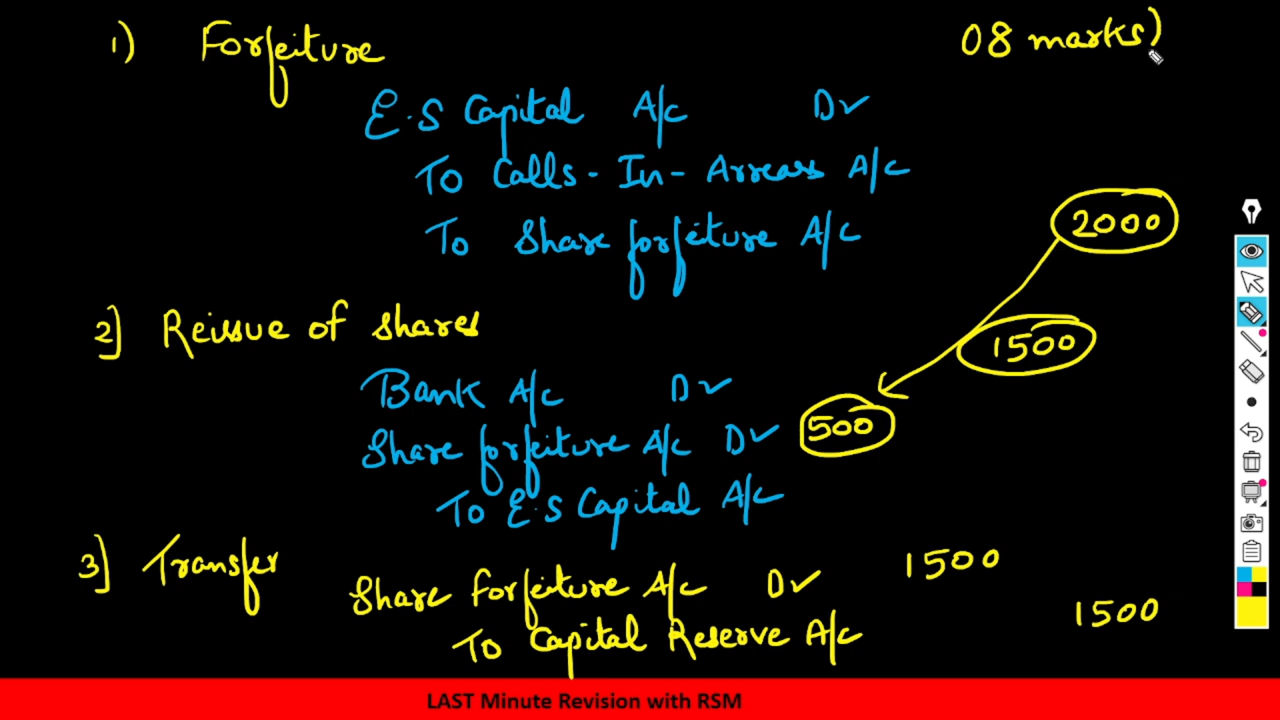 1) Forfeiture 08 marks)
E.S Capital A/c Dr
To Calls-In-Arrears A/c
To Share forfeiture A/c
2000
2] Reissue of shares
1500
Bank A/c Dr
500
Share forfeiture A/c Dr
To E.S Capital A/c
3] Transfer
Share Forfeiture A/c Dr 1500
To Capital Reserve A/c 1500
LAST Minute Revision with RSM